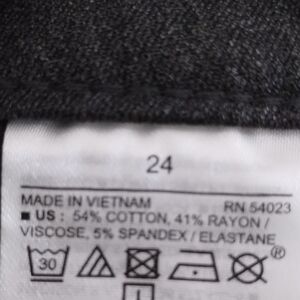 24
MADE IN VIETNAM RN 54023
■ US : 54% COTTON, 41% RAYON /
VISCOSE, 5% SPANDEX / ELASTANE
30 ®